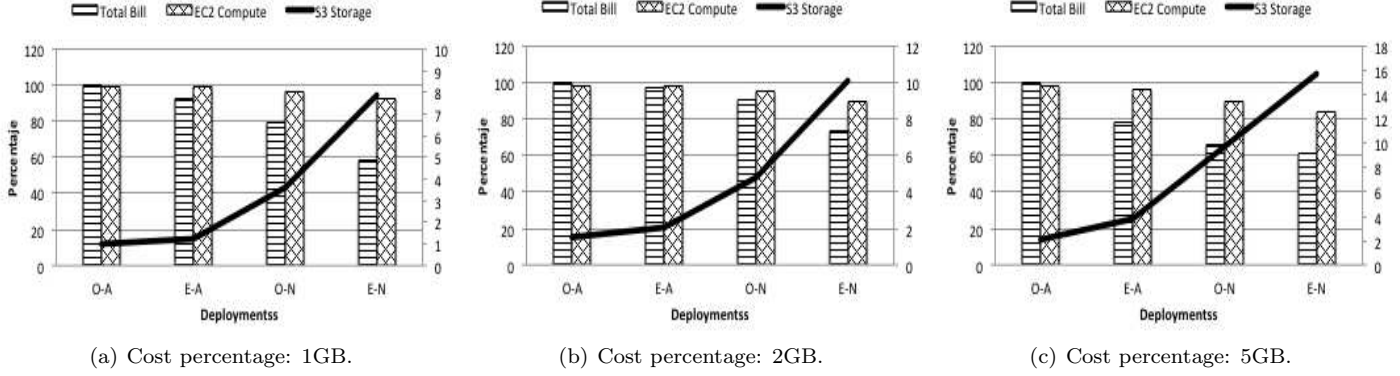 Total Bill EC2 Compute S3 Storage
120 100 80 60 40 20 0
Percentaje
10 9 8 7 6 5 4 3 2 1 0
O-A E-A O-N E-N
Deploymentss
(a) Cost percentage: 1GB.
Total Bill EC2 Compute S3 Storage
120 100 80 60 40 20 0
Percentaje
12 10 8 6 4 2 0
O-A E-A O-N E-N
Deploymentss
(b) Cost percentage: 2GB.
Total Bill EC2 Compute S3 Storage
120 100 80 60 40 20 0
Percentaje
18 16 14 12 10 8 6 4 2 0
O-A E-A O-N E-N
Deploymentss
(c) Cost percentage: 5GB.